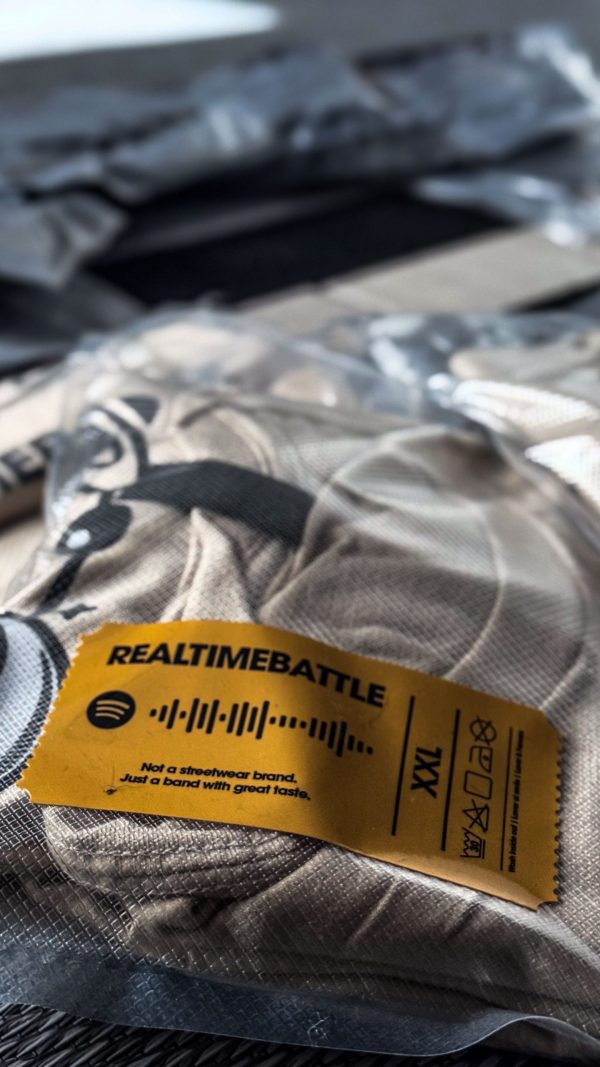 REALTIMEBATTLE
Not a streetwear brand.
Just a band with great taste.
XXL